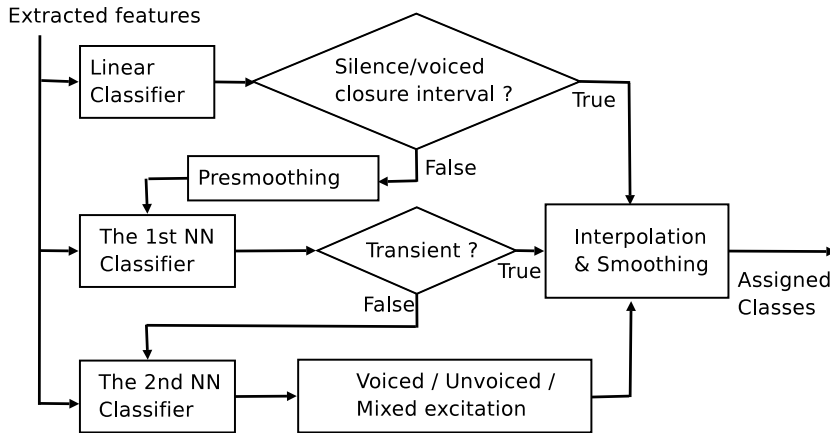 Extracted features
Linear
Classifier
Silence/voiced
closure interval ?
True
False
Presmoothing
The 1st NN
Classifier
Transient ?
True
False
Interpolation
& Smoothing
Assigned
Classes
The 2nd NN
Classifier
Voiced / Unvoiced /
Mixed excitation